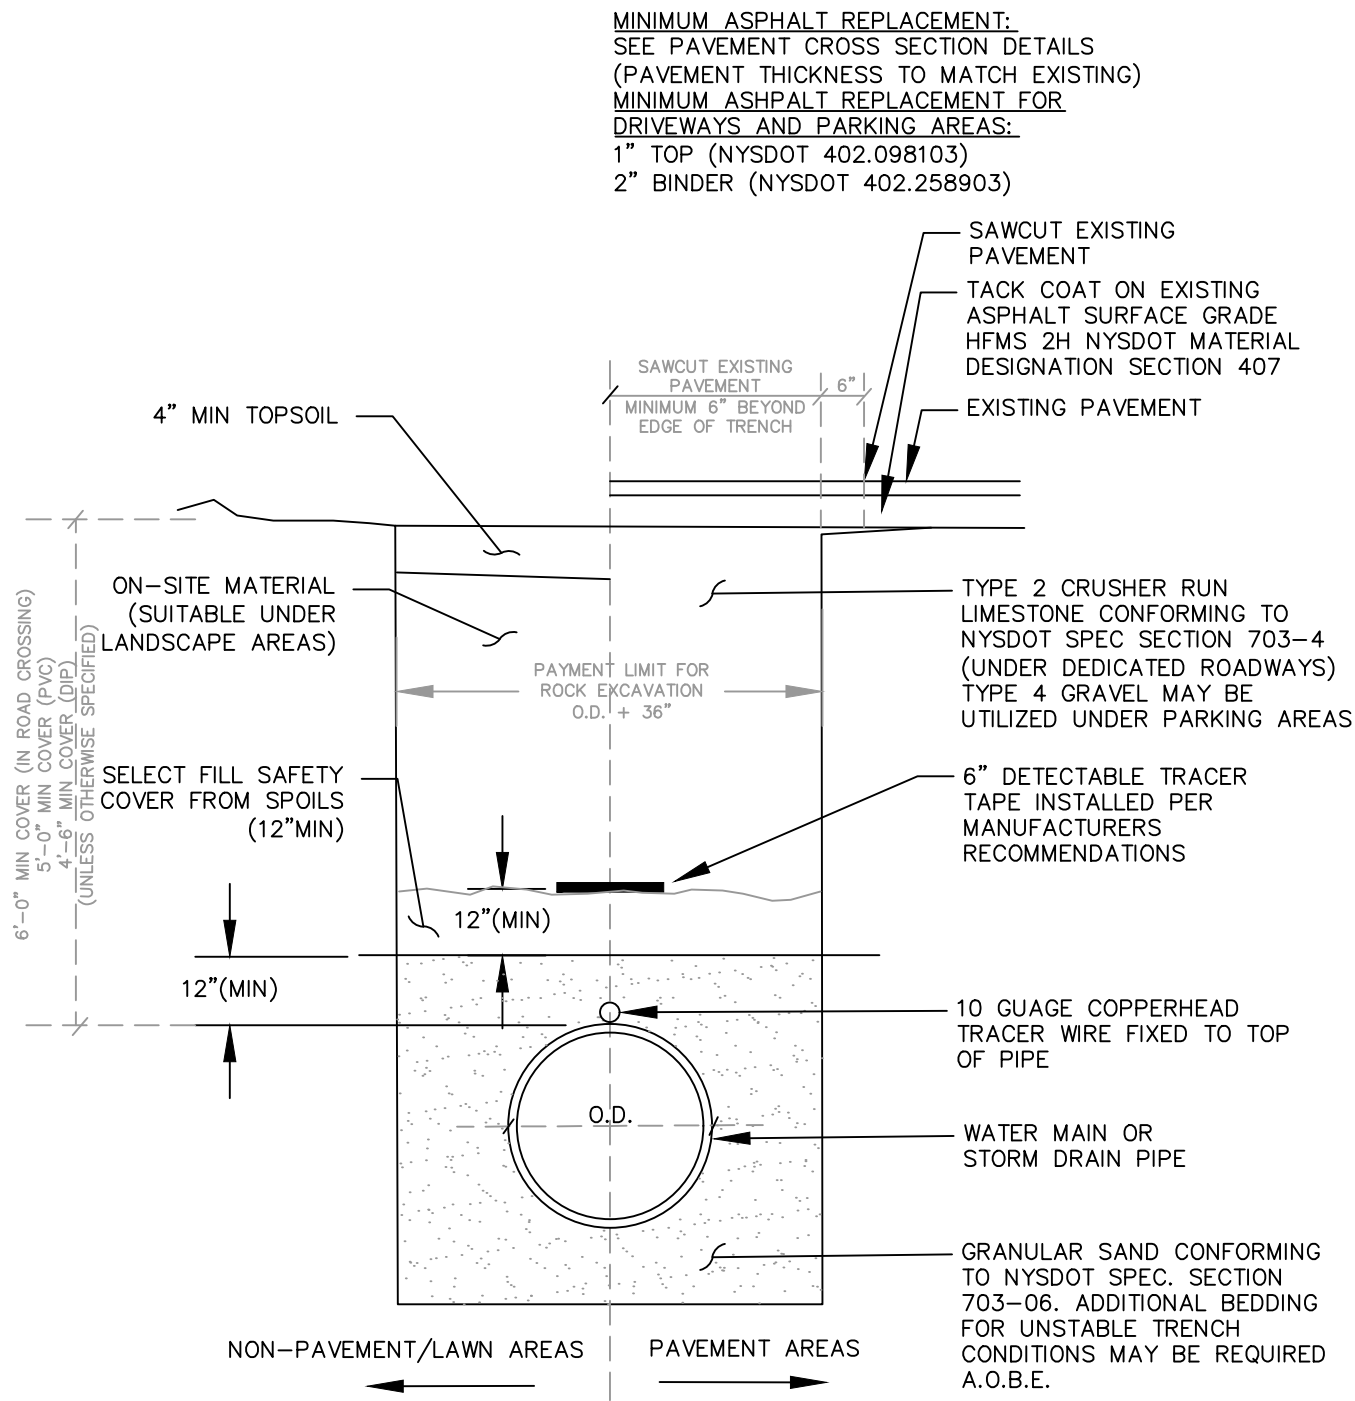 MINIMUM ASPHALT REPLACEMENT:
SEE PAVEMENT CROSS SECTION DETAILS
(PAVEMENT THICKNESS TO MATCH EXISTING)
MINIMUM ASHPALT REPLACEMENT FOR
DRIVEWAYS AND PARKING AREAS:
1" TOP (NYSDOT 402.098103)
2" BINDER (NYSDOT 402.258903)
SAWCUT EXISTING
PAVEMENT
TACK COAT ON EXISTING
ASPHALT SURFACE GRADE
HFMS 2H NYSDOT MATERIAL
DESIGNATION SECTION 407
EXISTING PAVEMENT
SAWCUT EXISTING
PAVEMENT
MINIMUM 6" BEYOND
EDGE OF TRENCH
6"
4" MIN TOPSOIL
ON-SITE MATERIAL
(SUITABLE UNDER
LANDSCAPE AREAS)
TYPE 2 CRUSHER RUN
LIMESTONE CONFORMING TO
NYSDOT SPEC SECTION 703-4
(UNDER DEDICATED ROADWAYS)
TYPE 4 GRAVEL MAY BE
UTILIZED UNDER PARKING AREAS
PAYMENT LIMIT FOR
ROCK EXCAVATION
O.D. + 36"
6'-0" MIN COVER (IN ROAD CROSSING)
5'-0" MIN COVER (PVC)
4'-6" MIN COVER (DIP)
(UNLESS OTHERWISE SPECIFIED)
SELECT FILL SAFETY
COVER FROM SPOILS
(12"MIN)
6" DETECTABLE TRACER
TAPE INSTALLED PER
MANUFACTURERS
RECOMMENDATIONS
12"(MIN)
12"(MIN)
10 GUAGE COPPERHEAD
TRACER WIRE FIXED TO TOP
OF PIPE
O.D.
WATER MAIN OR
STORM DRAIN PIPE
GRANULAR SAND CONFORMING
TO NYSDOT SPEC. SECTION
703-06. ADDITIONAL BEDDING
FOR UNSTABLE TRENCH
CONDITIONS MAY BE REQUIRED
A.O.B.E.
NON-PAVEMENT/LAWN AREAS
PAVEMENT AREAS